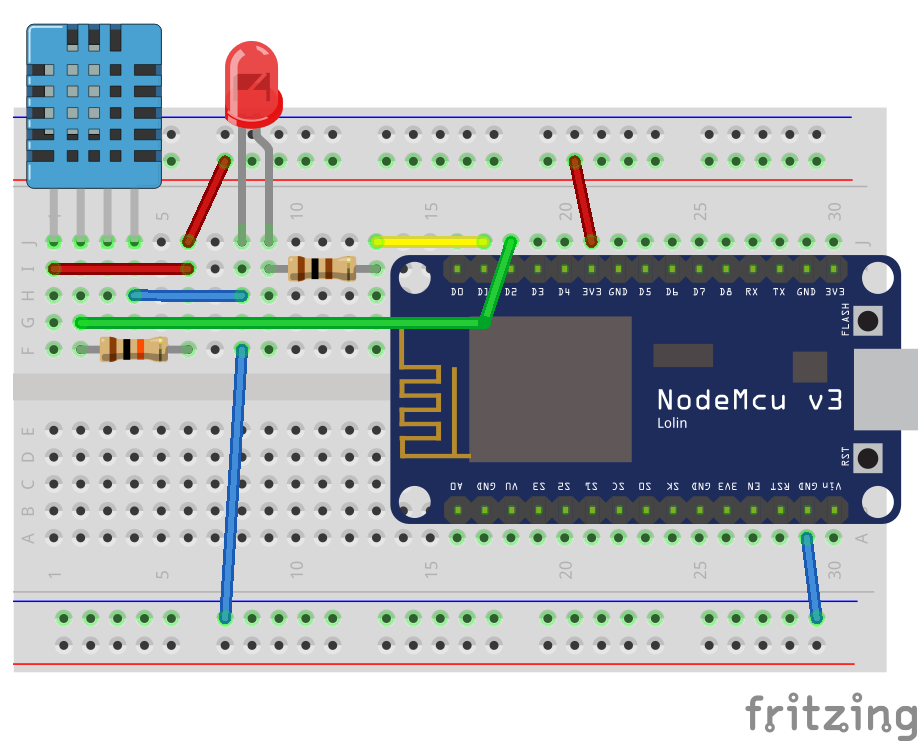 1 5 10 15 20 25 30
J J
I
H
G
F
D0 D1 D2 D3 D4 3V3 GND D5 D6 D7 D8 RX TX GND 3V3
FLASH
NodeMcu v3
Lolin
RST
A0 GND VU S3 S2 S1 SC S0 SK GND 3V3 EN RST GND Vin
E
D
C
B
A A
1 5 10 15 20 25 30
fritzing